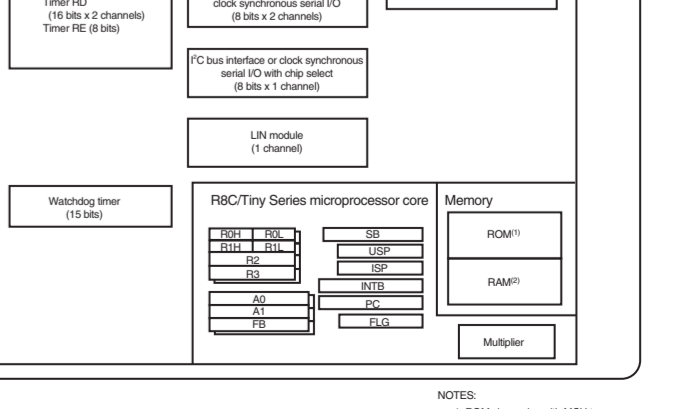 Timer RD
(16 bits x 2 channels)
Timer RE (8 bits)
clock synchronous serial I/O
(8 bits x 2 channels)
I²C bus interface or clock synchronous
serial I/O with chip select
(8 bits x 1 channel)
LIN module
(1 channel)
Watchdog timer
(15 bits)
R8C/Tiny Series microprocessor core
R0H R0L
R1H R1L
R2
R3
A0
A1
FB
SB
USP
ISP
INTB
PC
FLG
Memory
ROM(1)
RAM(2)
Multiplier
NOTES: